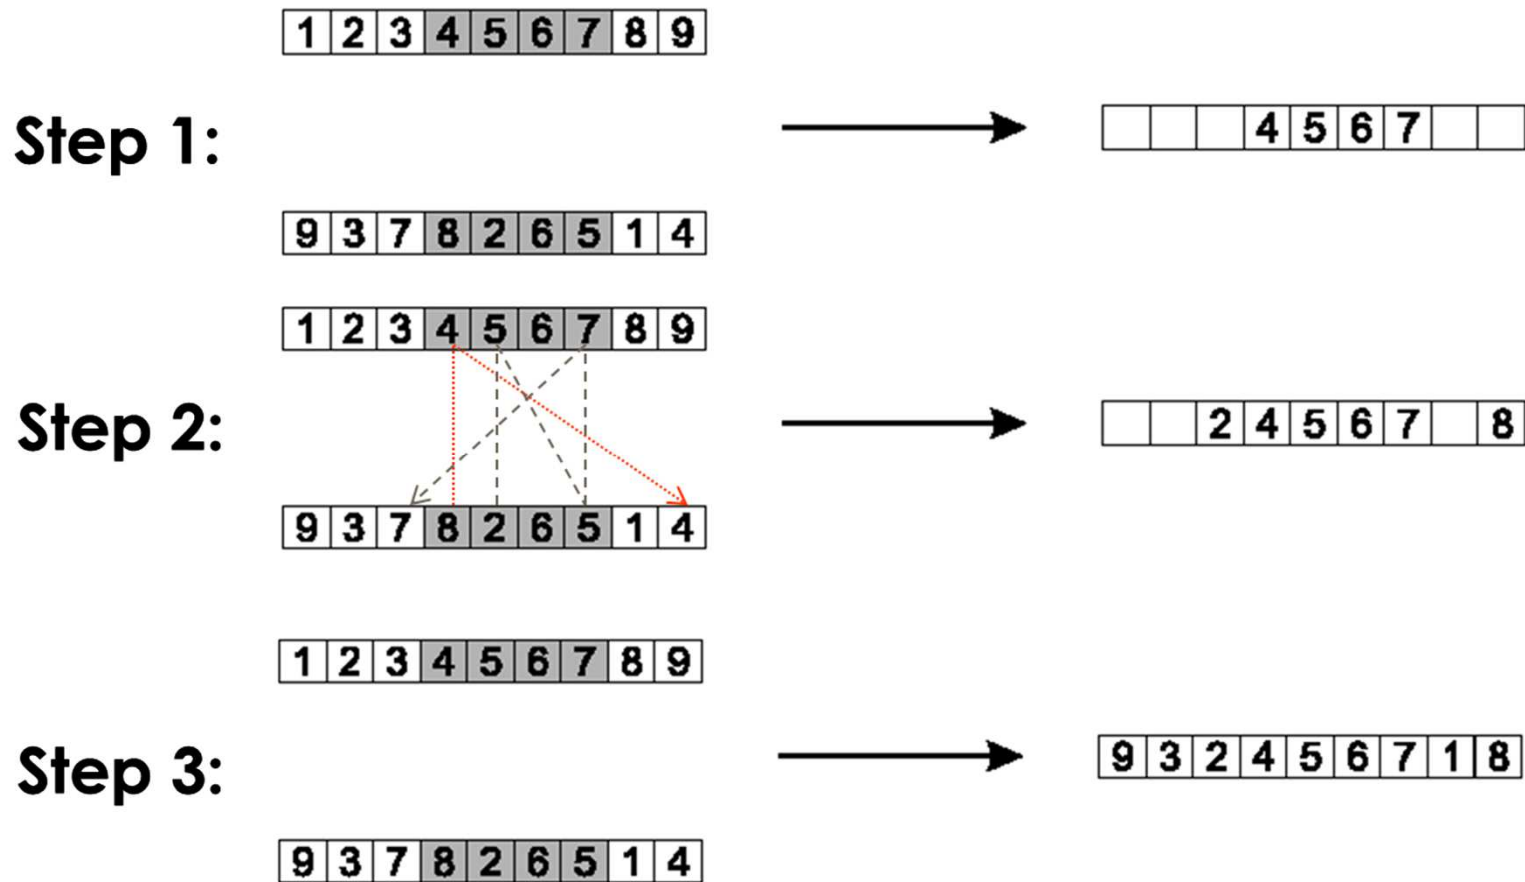 1 2 3 4 5 6 7 8 9
Step 1:
4 5 6 7
9 3 7 8 2 6 5 1 4
1 2 3 4 5 6 7 8 9
Step 2:
2 4 5 6 7 8
9 3 7 8 2 6 5 1 4
1 2 3 4 5 6 7 8 9
Step 3:
9 3 2 4 5 6 7 1 8
9 3 7 8 2 6 5 1 4